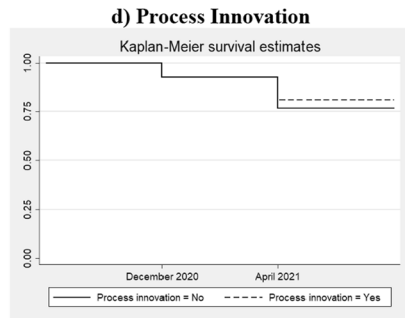 d) Process Innovation
Kaplan-Meier survival estimates
1.00
0.75
0.50
0.25
0.00
December 2020 April 2021
Process innovation = No Process innovation = Yes